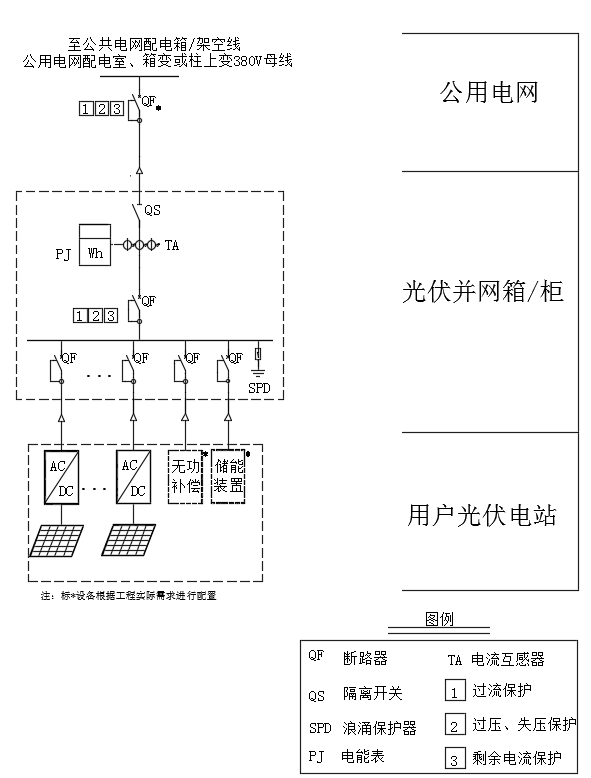 至公共电网配电箱/架空线
公用电网配电室、箱变或柱上变380V母线
QF
*
1 2 3
公用电网
QS
PJ
Wh
TA
QF
1 2 3
光伏并网箱/柜
QF
...
QF
QF
QF
SPD
AC
DC
...
AC
DC
无功
补偿
*
储能
装置
*
用户光伏电站
注：标*设备根据工程实际需求进行配置
图例
QF 断路器
TA 电流互感器
QS 隔离开关
1 过流保护
SPD 浪涌保护器
2 过压、失压保护
PJ 电能表
3 剩余电流保护